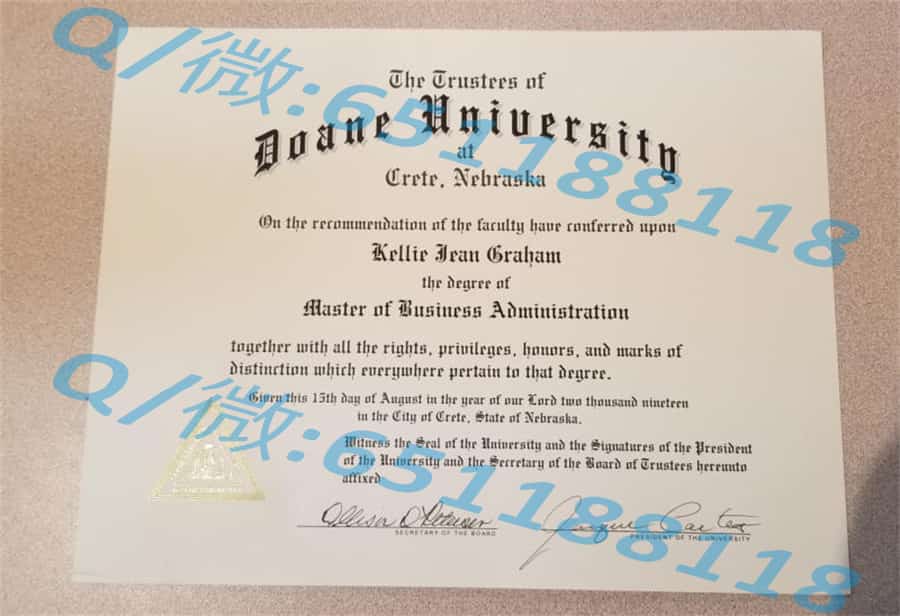 Q/微:65118118
The Trustees of
Doane University
at
Crete, Nebraska
On the recommendation of the faculty have conferred upon
Kellie Jean Graham
the degree of
Master of Business Administration
together with all the rights, privileges, honors, and marks of
distinction which everywhere pertain to that degree.
Q/微:65118118
Given this 15th day of August in the year of our Lord two thousand nineteen
in the City of Crete, State of Nebraska.
Witness the Seal of the University and the Signatures of the President
of the University and the Secretary of the Board of Trustees hereunto
affixed
SECRETARY OF THE BOARD
PRESIDENT OF THE UNIVERSITY